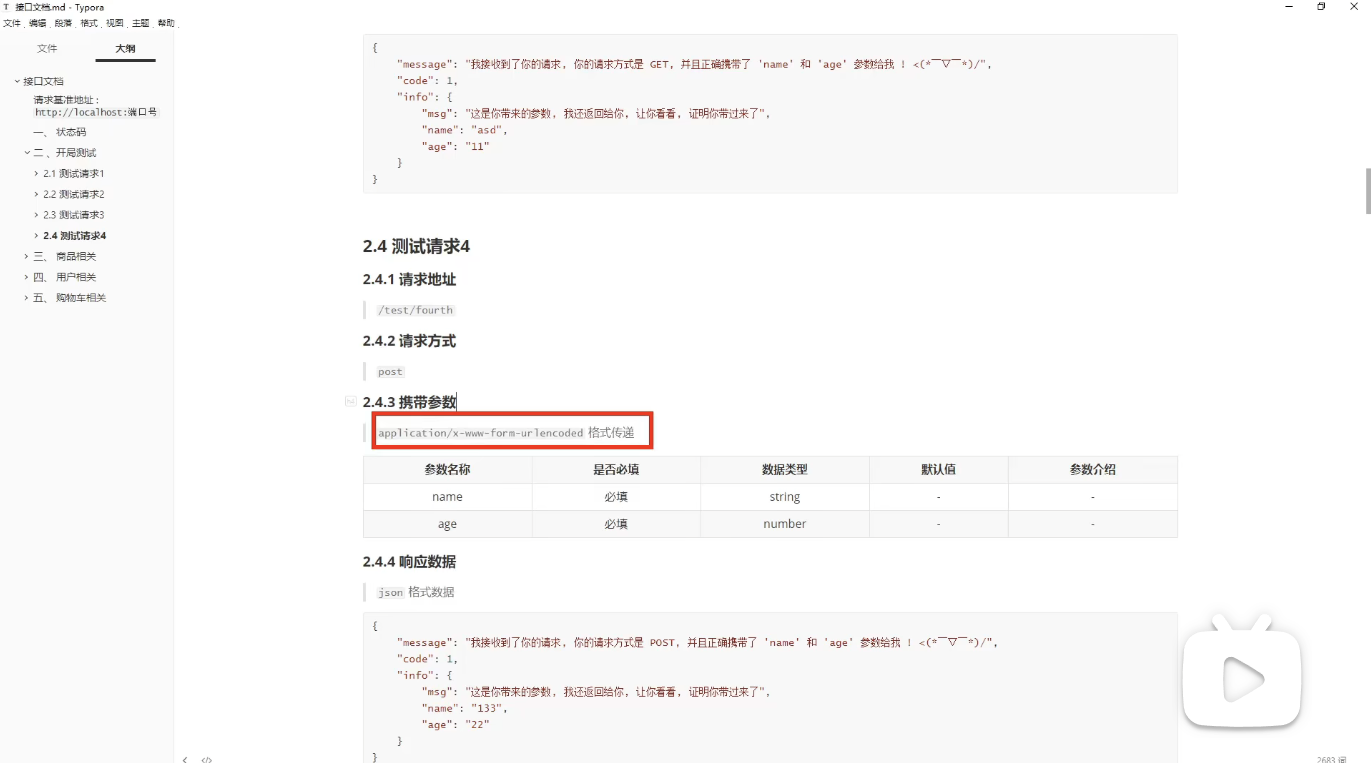 接口文档.md - Typora
文件 编辑 段落 格式 视图 主题 帮助
文件 大纲
接口文档
请求基准地址：
http://localhost:端口号
一、 状态码
二 、开局测试
2.1 测试请求1
2.2 测试请求2
2.3 测试请求3
2.4 测试请求4
三、 商品相关
四、 用户相关
五、 购物车相关
{
"message": "我接收到了你的请求, 你的请求方式是 GET, 并且正确携带了 'name' 和 'age' 参数给我 ! <(*￣▽￣*)/",
"code": 1,
"info": {
"msg": "这是你带来的参数, 我还返回给你, 让你看看, 证明你带过来了",
"name": "asd",
"age": "11"
}
}
2.4 测试请求4
2.4.1 请求地址
/test/fourth
2.4.2 请求方式
post
2.4.3 携带参数
application/x-www-form-urlencoded 格式传递
参数名称 是否必填 数据类型 默认值 参数介绍
name 必填 string - -
age 必填 number - -
2.4.4 响应数据
json 格式数据
{
"message": "我接收到了你的请求, 你的请求方式是 POST, 并且正确携带了 'name' 和 'age' 参数给我 ! <(*￣▽￣*)/",
"code": 1,
"info": {
"msg": "这是你带来的参数, 我还返回给你, 让你看看, 证明你带过来了",
"name": "133",
"age": "22"
}
}
2683 词